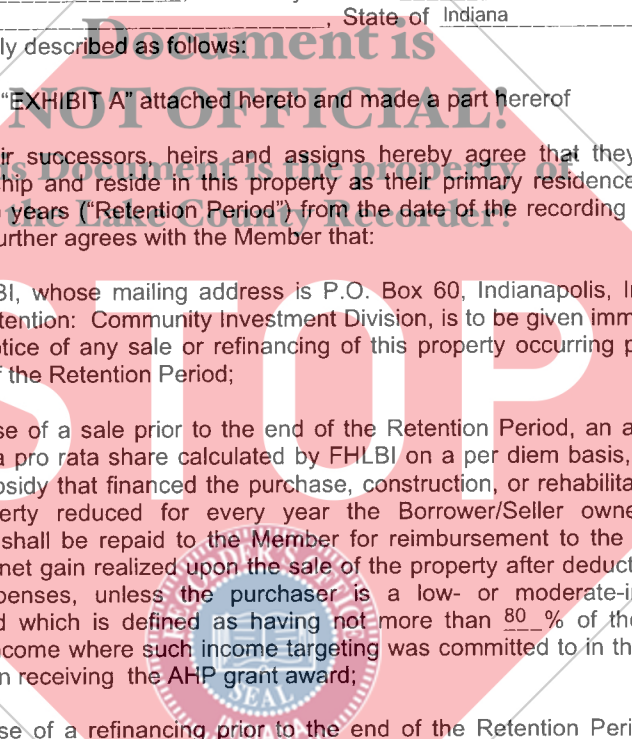 , State of Indiana
ly described as follows:
Document is
"EXHIBIT A" attached hereto and made a part hererof
NOT OFFICIAL!
ir successors, heirs and assigns hereby agree that they
This Document is the property of
hip and reside in this property as their primary residence
years ("Retention Period") from the date of the recording
the Lake County Recorder!
urther agrees with the Member that:
BI, whose mailing address is P.O. Box 60, Indianapolis, I
tention: Community Investment Division, is to be given imm
tice of any sale or refinancing of this property occurring p
f the Retention Period;
STOP
se of a sale prior to the end of the Retention Period, an a
a pro rata share calculated by FHLBI on a per diem basis,
bsidy that financed the purchase, construction, or rehabilita
erty reduced for every year the Borrower/Seller owne
shall be repaid to the Member for reimbursement to the
net gain realized upon the sale of the property after deduct
penses, unless the purchaser is a low- or moderate-i
d which is defined as having not more than 80 % of the
come where such income targeting was committed to in th
n receiving the AHP grant award;
RECORDER'S OFFICE
SEAL
INDIANA
se of a refinancing prior to the end of the Retention Peri